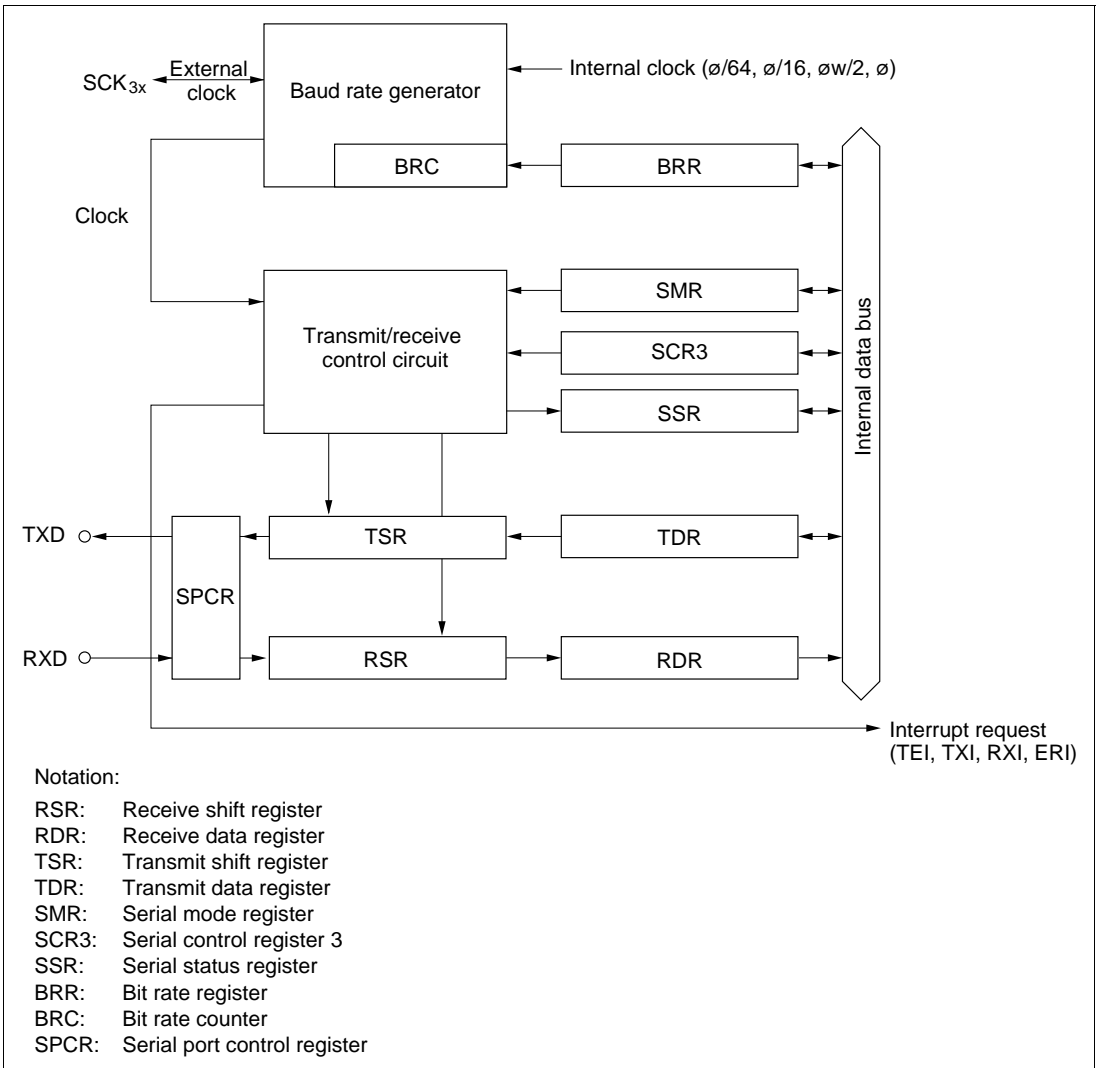 SCK3x
External
clock
Baud rate generator
Internal clock (ø/64, ø/16, øw/2, ø)
BRC
BRR
Clock
SMR
Transmit/receive
control circuit
SCR3
SSR
Internal data bus
TXD
TSR
TDR
SPCR
RXD
RSR
RDR
Interrupt request
(TEI, TXI, RXI, ERI)
Notation:
RSR: Receive shift register
RDR: Receive data register
TSR: Transmit shift register
TDR: Transmit data register
SMR: Serial mode register
SCR3: Serial control register 3
SSR: Serial status register
BRR: Bit rate register
BRC: Bit rate counter
SPCR: Serial port control register